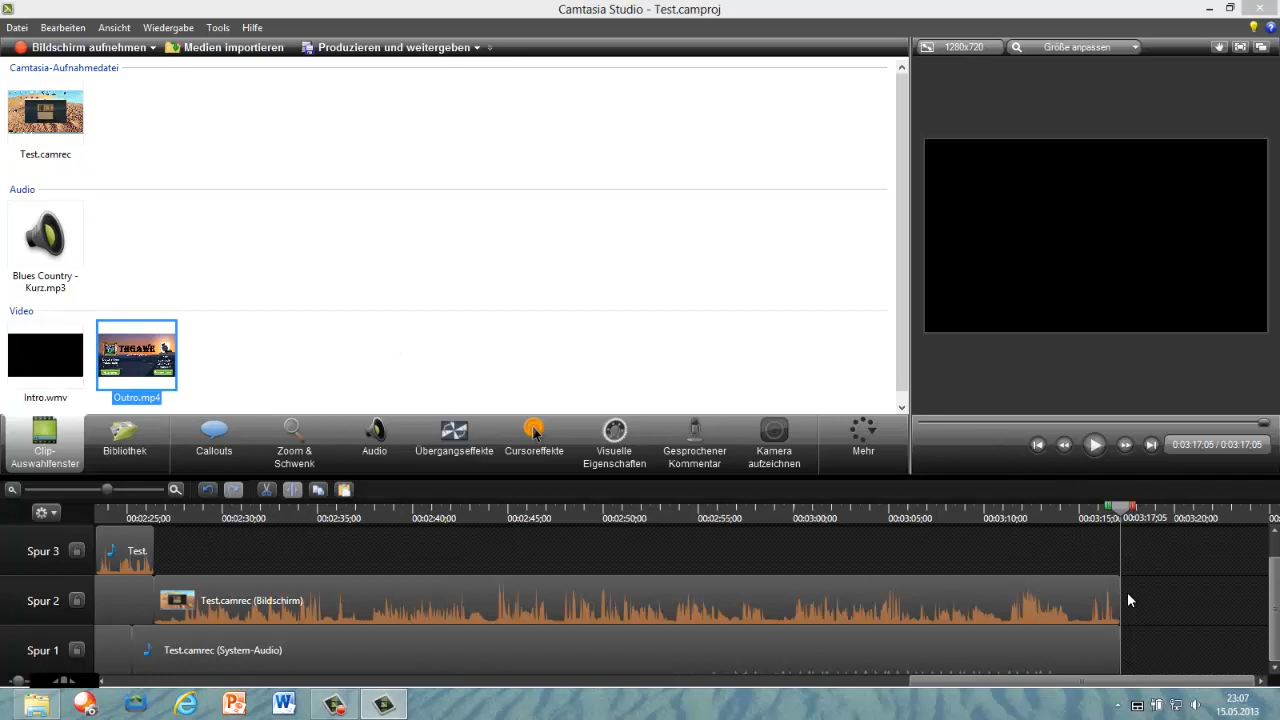 Camtasia Studio - Test.camproj
Datei Bearbeiten Ansicht Wiedergabe Tools Hilfe
Bildschirm aufnehmen Medien importieren Produzieren und weitergeben
1280x720 Größe anpassen
Camtasia-Aufnahmedatei
Test.camrec
Audio
Blues Country -
Kurz.mp3
Video
Intro.wmv Outro.mp4
Clip-
Auswahlfenster
Bibliothek
Callouts
Zoom &
Schwenk
Audio
Übergangseffekte
Cursoreffekte
Visuelle
Eigenschaften
Gesprochener
Kommentar
Kamera
aufzeichnen
Mehr
0:03:17;05 / 0:03:17;05
00:02:25;00 00:02:30;00 00:02:35;00 00:02:40;00 00:02:45;00 00:02:50;00 00:02:55;00 00:03:00;00 00:03:05;00 00:03:10;00 00:03:15;00 00:03:17;05 00:03:20;00
Spur 3 Test.
Spur 2 Test.camrec (Bildschirm)
Spur 1 Test.camrec (System-Audio)
23:07
15.05.2013